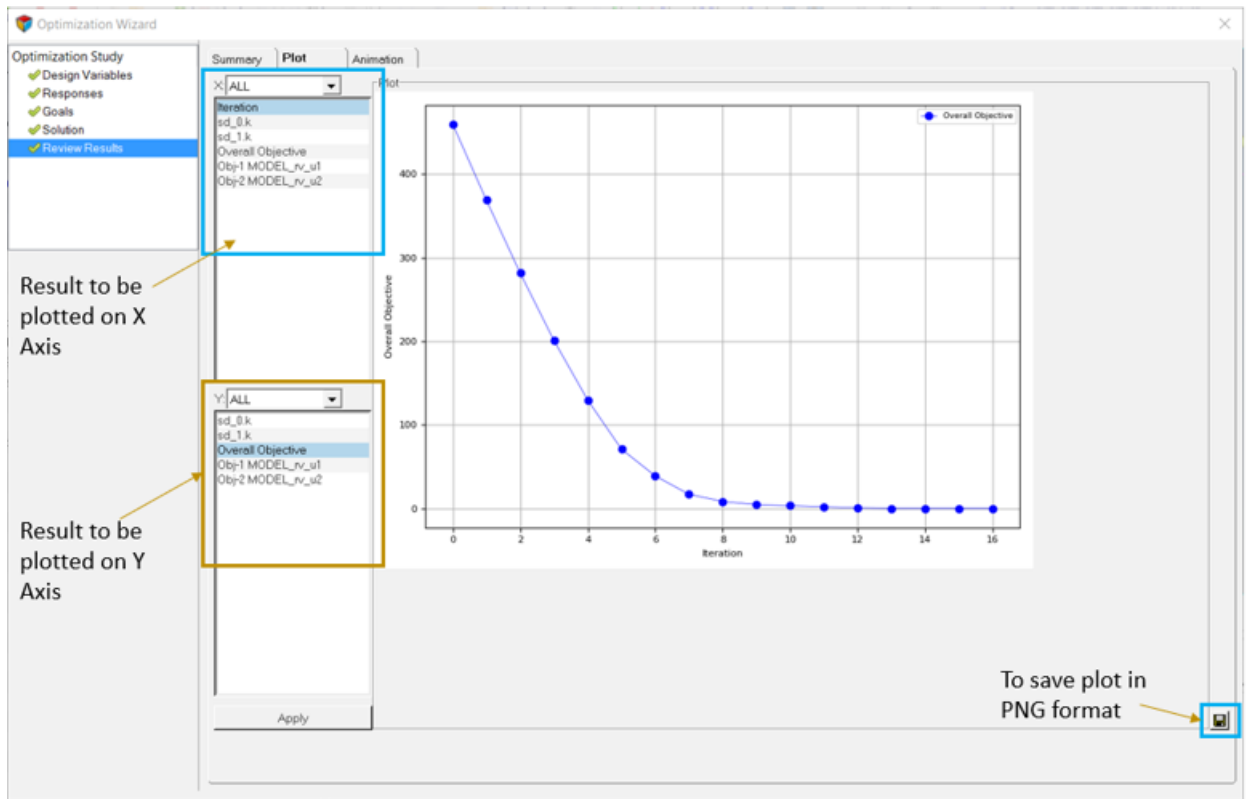 Optimization Wizard
Optimization Study
Design Variables
Responses
Goals
Solution
Review Results
Summary Plot Animation
X: ALL
Iteration
sd_0.k
sd_1.k
Overall Objective
Obj-1 MODEL_rv_u1
Obj-2 MODEL_rv_u2
Result to be
plotted on X
Axis
Y: ALL
sd_0.k
sd_1.k
Overall Objective
Obj-1 MODEL_rv_u1
Obj-2 MODEL_rv_u2
Result to be
plotted on Y
Axis
Apply
Plot
Overall Objective
400
300
200
100
0
Overall Objective
0 2 4 6 8 10 12 14 16
Iteration
To save plot in
PNG format